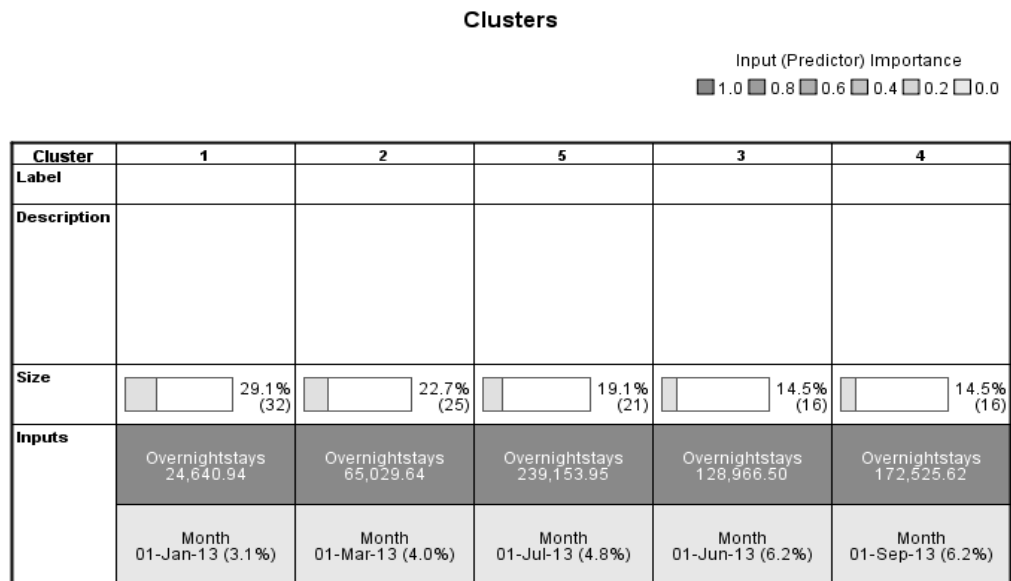 Clusters
Input (Predictor) Importance
1.0 0.8 0.6 0.4 0.2 0.0
Cluster 1 2 5 3 4
Label
Description
Size 29.1% 22.7% 19.1% 14.5% 14.5%
(32) (25) (21) (16) (16)
Inputs
Overnightstays Overnightstays Overnightstays Overnightstays Overnightstays
24,640.94 65,029.64 239,153.95 128,966.50 172,525.62
Month Month Month Month Month
01-Jan-13 (3.1%) 01-Mar-13 (4.0%) 01-Jul-13 (4.8%) 01-Jun-13 (6.2%) 01-Sep-13 (6.2%)